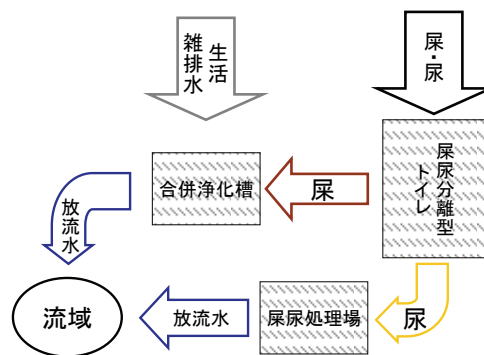 生活
雑排水
屎・尿
屎尿分離型
トイレ
合併浄化槽
屎
放流水
尿
屎尿処理場
放流水
流域